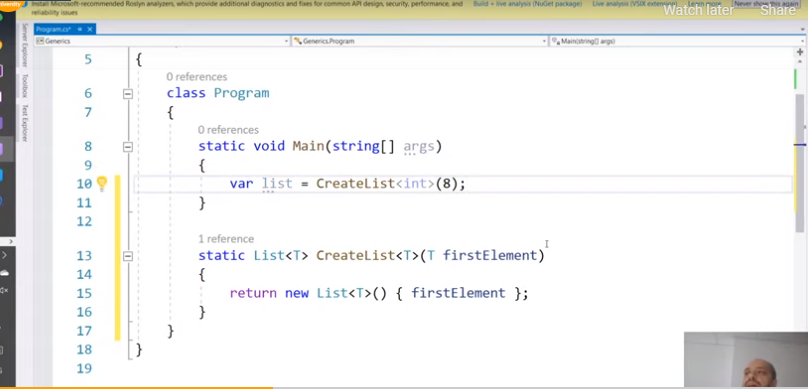 Install Microsoft-recommended Roslyn analyzers, which provide additional diagnostics and fixes for common API design, security, performance, and reliability issues
Build + live analysis (NuGet package)
Live analysis (VSIX extension)
Learn more
Never show this again
Watch later
Share
Program.cs*
Generics
Generics.Program
Main(string[] args)
Server Explorer
Toolbox
Test Explorer
5 {
0 references
6 class Program
7 {
0 references
8 static void Main(string[] args)
9 {
10 var list = CreateList<int>(8);
11 }
12
1 reference
13 static List<T> CreateList<T>(T firstElement)
14 {
15 return new List<T>() { firstElement };
16 }
17 }
18 }
19